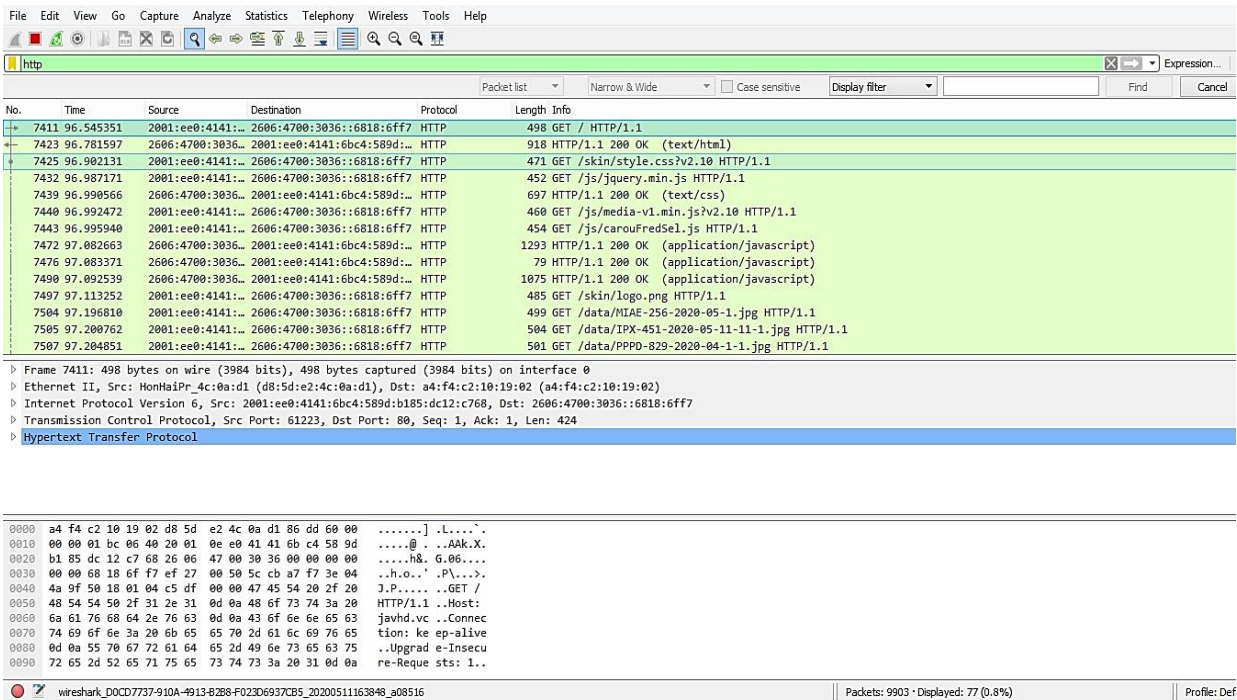 File Edit View Go Capture Analyze Statistics Telephony Wireless Tools Help
http
Expression...
Packet list Narrow & Wide Case sensitive Display filter Find Cancel
No. Time Source Destination Protocol Length Info
7411 96.545351 2001:ee0:4141:… 2606:4700:3036::6818:6ff7 HTTP 498 GET / HTTP/1.1
7423 96.781597 2606:4700:3036… 2001:ee0:4141:6bc4:589d:… HTTP 918 HTTP/1.1 200 OK (text/html)
7425 96.902131 2001:ee0:4141:… 2606:4700:3036::6818:6ff7 HTTP 471 GET /skin/style.css?v2.10 HTTP/1.1
7432 96.987171 2001:ee0:4141:… 2606:4700:3036::6818:6ff7 HTTP 452 GET /js/jquery.min.js HTTP/1.1
7439 96.990566 2606:4700:3036… 2001:ee0:4141:6bc4:589d:… HTTP 697 HTTP/1.1 200 OK (text/css)
7440 96.992472 2001:ee0:4141:… 2606:4700:3036::6818:6ff7 HTTP 460 GET /js/media-v1.min.js?v2.10 HTTP/1.1
7443 96.995940 2001:ee0:4141:… 2606:4700:3036::6818:6ff7 HTTP 454 GET /js/carouFredSel.js HTTP/1.1
7472 97.082663 2606:4700:3036… 2001:ee0:4141:6bc4:589d:… HTTP 1293 HTTP/1.1 200 OK (application/javascript)
7476 97.083371 2606:4700:3036… 2001:ee0:4141:6bc4:589d:… HTTP 79 HTTP/1.1 200 OK (application/javascript)
7490 97.092539 2606:4700:3036… 2001:ee0:4141:6bc4:589d:… HTTP 1075 HTTP/1.1 200 OK (application/javascript)
7497 97.113252 2001:ee0:4141:… 2606:4700:3036::6818:6ff7 HTTP 485 GET /skin/logo.png HTTP/1.1
7504 97.196810 2001:ee0:4141:… 2606:4700:3036::6818:6ff7 HTTP 499 GET /data/MIAE-256-2020-05-1.jpg HTTP/1.1
7505 97.200762 2001:ee0:4141:… 2606:4700:3036::6818:6ff7 HTTP 504 GET /data/IPX-451-2020-05-11-11-1.jpg HTTP/1.1
7507 97.204851 2001:ee0:4141:… 2606:4700:3036::6818:6ff7 HTTP 501 GET /data/PPPD-829-2020-04-1-1.jpg HTTP/1.1
Frame 7411: 498 bytes on wire (3984 bits), 498 bytes captured (3984 bits) on interface 0
Ethernet II, Src: HonHaiPr_4c:0a:d1 (d8:5d:e2:4c:0a:d1), Dst: a4:f4:c2:10:19:02 (a4:f4:c2:10:19:02)
Internet Protocol Version 6, Src: 2001:ee0:4141:6bc4:589d:b185:dc12:c768, Dst: 2606:4700:3036::6818:6ff7
Transmission Control Protocol, Src Port: 61223, Dst Port: 80, Seq: 1, Ack: 1, Len: 424
Hypertext Transfer Protocol
0000 a4 f4 c2 10 19 02 d8 5d e2 4c 0a d1 86 dd 60 00 .......] .L....`.
0010 00 00 01 bc 06 40 20 01 0e e0 41 41 6b c4 58 9d .....@ . ..AAk.X.
0020 b1 85 dc 12 c7 68 26 06 47 00 30 36 00 00 00 00 .....h&. G.06....
0030 00 00 68 18 6f f7 ef 27 00 50 5c cb a7 f7 3e 04 ..h.o..' .P\...>.
0040 4a 9f 50 18 01 04 c5 df 00 00 47 45 54 20 2f 20 J.P..... ..GET /
0050 48 54 54 50 2f 31 2e 31 0d 0a 48 6f 73 74 3a 20 HTTP/1.1 ..Host:
0060 6a 61 76 68 64 2e 76 63 0d 0a 43 6f 6e 6e 65 63 javhd.vc ..Connec
0070 74 69 6f 6e 3a 20 6b 65 65 70 2d 61 6c 69 76 65 tion: ke ep-alive
0080 0d 0a 55 70 67 72 61 64 65 2d 49 6e 73 65 63 75 ..Upgrad e-Insecu
0090 72 65 2d 52 65 71 75 65 73 74 73 3a 20 31 0d 0a re-Reque sts: 1..
wireshark_D0CD7737-910A-4913-B2B8-F023D6937CB5_20200511163848_a08516 Packets: 9903 · Displayed: 77 (0.8%) Profile: Def